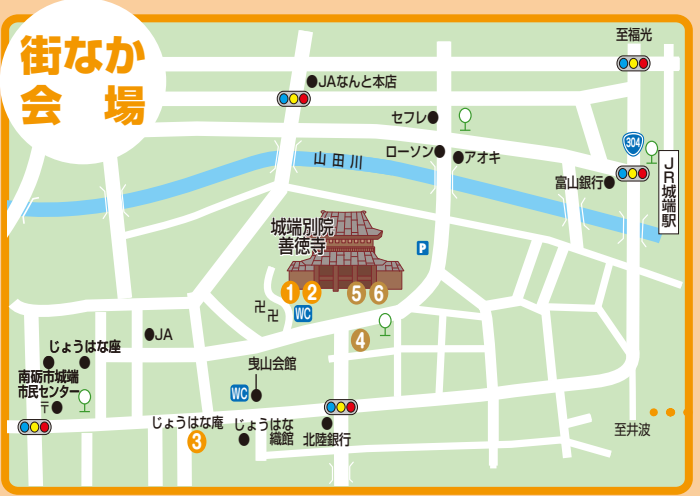 街なか
会場
至福光
JAなんと本店
セフレ
304
ローソン
アオキ
山田川
富山銀行
JR城端駅
城端別院
善徳寺
P
1 2 5 6
卍
卍
WC
4
JA
じょうはな座
曳山会館
南砺市城端
市民センター
〒
WC
じょうはな庵
3
じょうはな
織館
北陸銀行
至井波